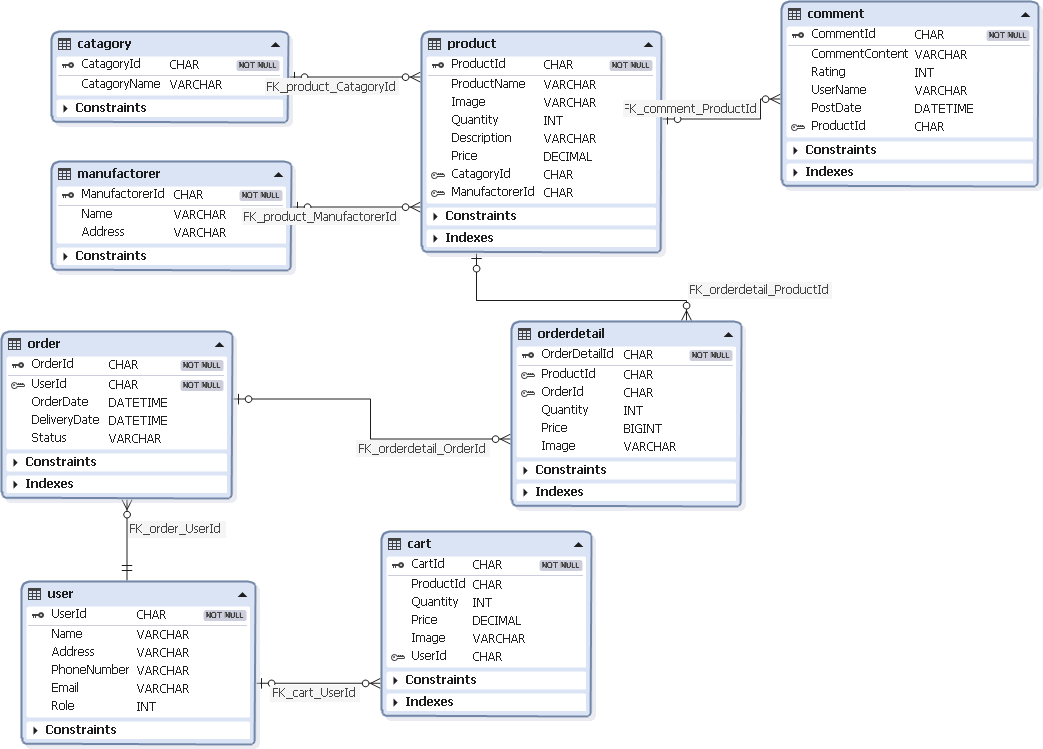 catagory
CatagoryId CHAR NOT NULL
CatagoryName VARCHAR
Constraints
FK_product_CatagoryId
manufactorer
ManufactorerId CHAR NOT NULL
Name VARCHAR
Address VARCHAR
Constraints
FK_product_ManufactorerId
product
ProductId CHAR NOT NULL
ProductName VARCHAR
Image VARCHAR
Quantity INT
Description VARCHAR
Price DECIMAL
CatagoryId CHAR
ManufactorerId CHAR
Constraints
Indexes
FK_comment_ProductId
comment
CommentId CHAR NOT NULL
CommentContent VARCHAR
Rating INT
UserName VARCHAR
PostDate DATETIME
ProductId CHAR
Constraints
Indexes
FK_orderdetail_ProductId
order
OrderId CHAR NOT NULL
UserId CHAR NOT NULL
OrderDate DATETIME
DeliveryDate DATETIME
Status VARCHAR
Constraints
Indexes
FK_orderdetail_OrderId
orderdetail
OrderDetailId CHAR NOT NULL
ProductId CHAR
OrderId CHAR
Quantity INT
Price BIGINT
Image VARCHAR
Constraints
Indexes
FK_order_UserId
user
UserId CHAR NOT NULL
Name VARCHAR
Address VARCHAR
PhoneNumber VARCHAR
Email VARCHAR
Role INT
Constraints
FK_cart_UserId
cart
CartId CHAR NOT NULL
ProductId CHAR
Quantity INT
Price DECIMAL
Image VARCHAR
UserId CHAR
Constraints
Indexes